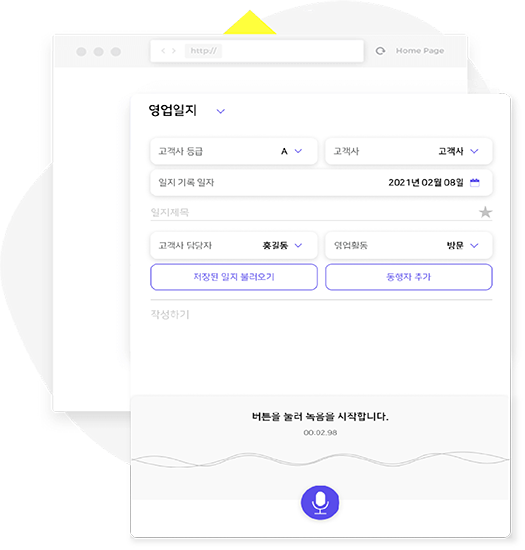 http://
Home Page
영업일지
고객사 등급 A
고객사 고객사
일지 기록 일자 2021년 02월 08일
일지제목
고객사 담당자 홍길동
영업활동 방문
저장된 일지 불러오기
동행자 추가
작성하기
버튼을 눌러 녹음을 시작합니다.
00.02.98